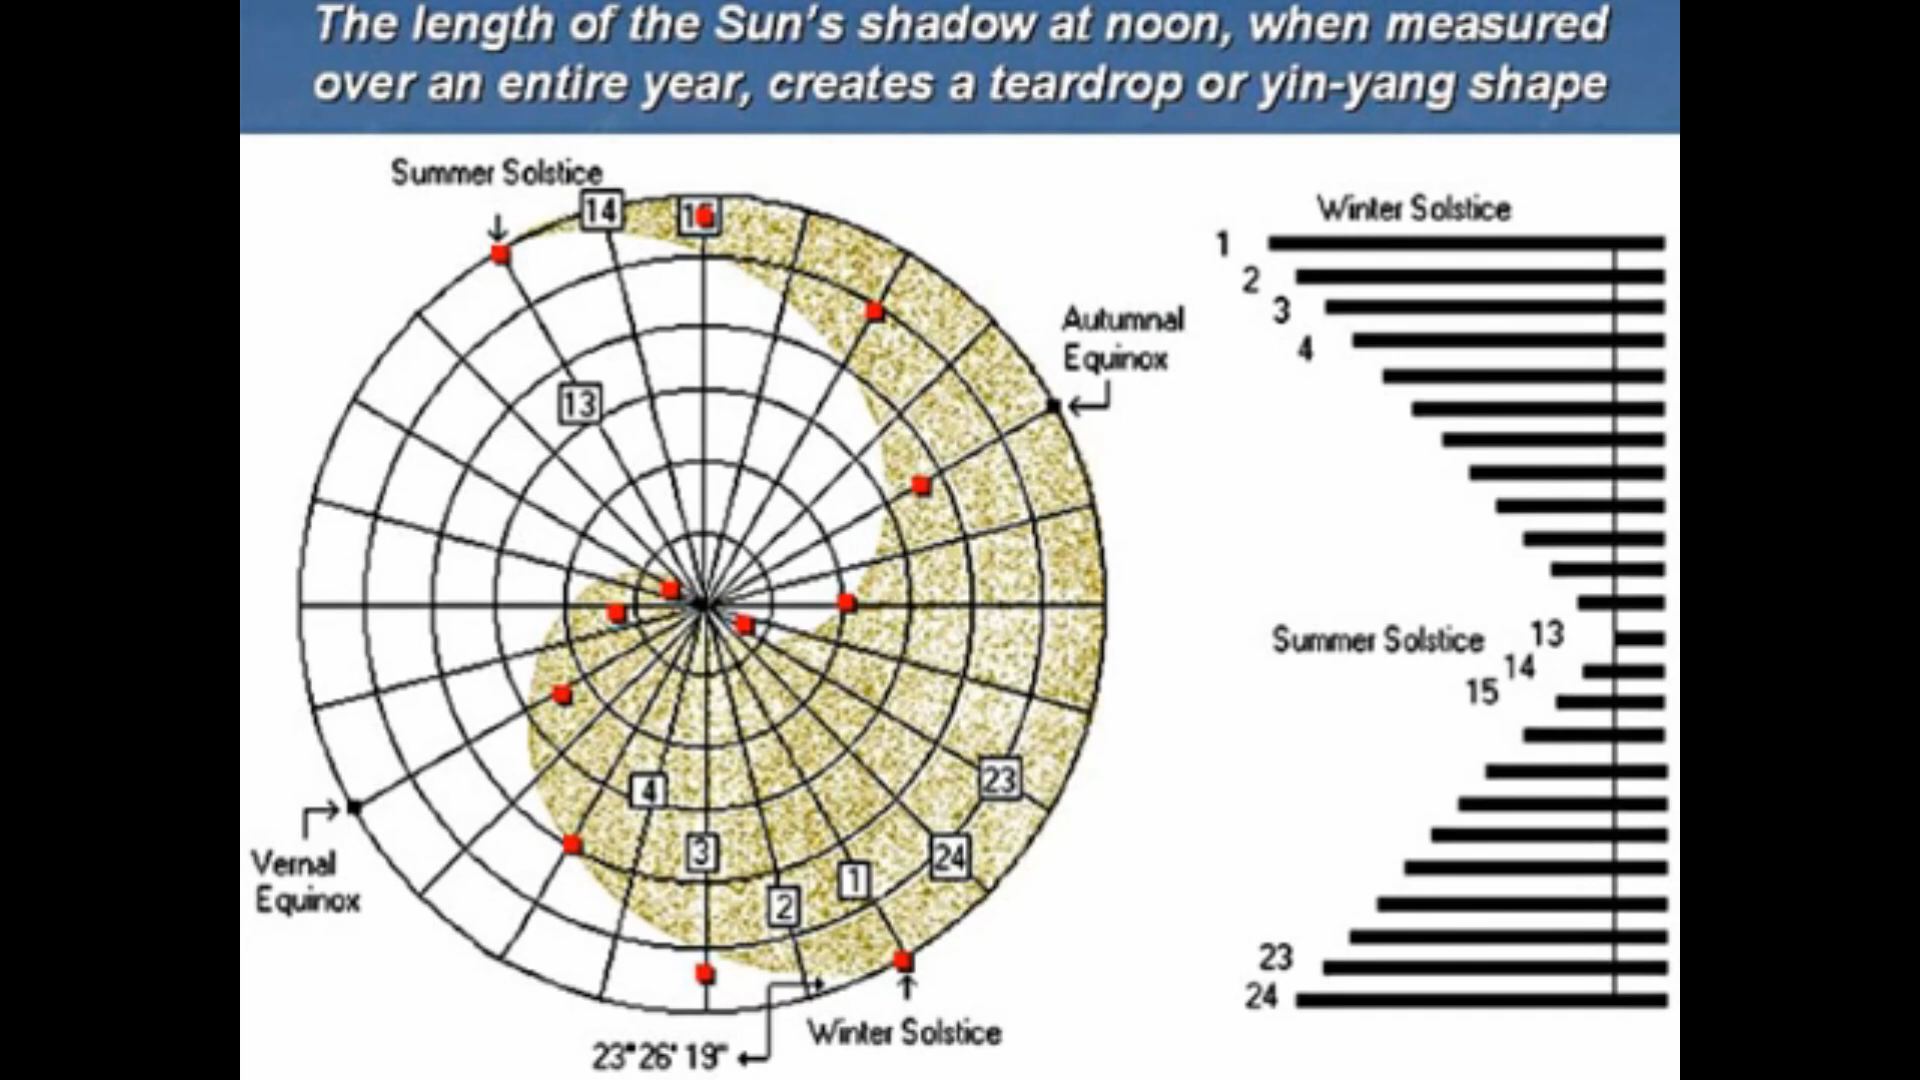 The length of the Sun's shadow at noon, when measured
over an entire year, creates a teardrop or yin-yang shape
Summer Solstice
14
13
Autumnal
Equinox
4
3
2
1
24
23
Vernal
Equinox
Winter Solstice
23°26' 19"
Winter Solstice
1
2
3
4
Summer Solstice
13
14
15
23
24